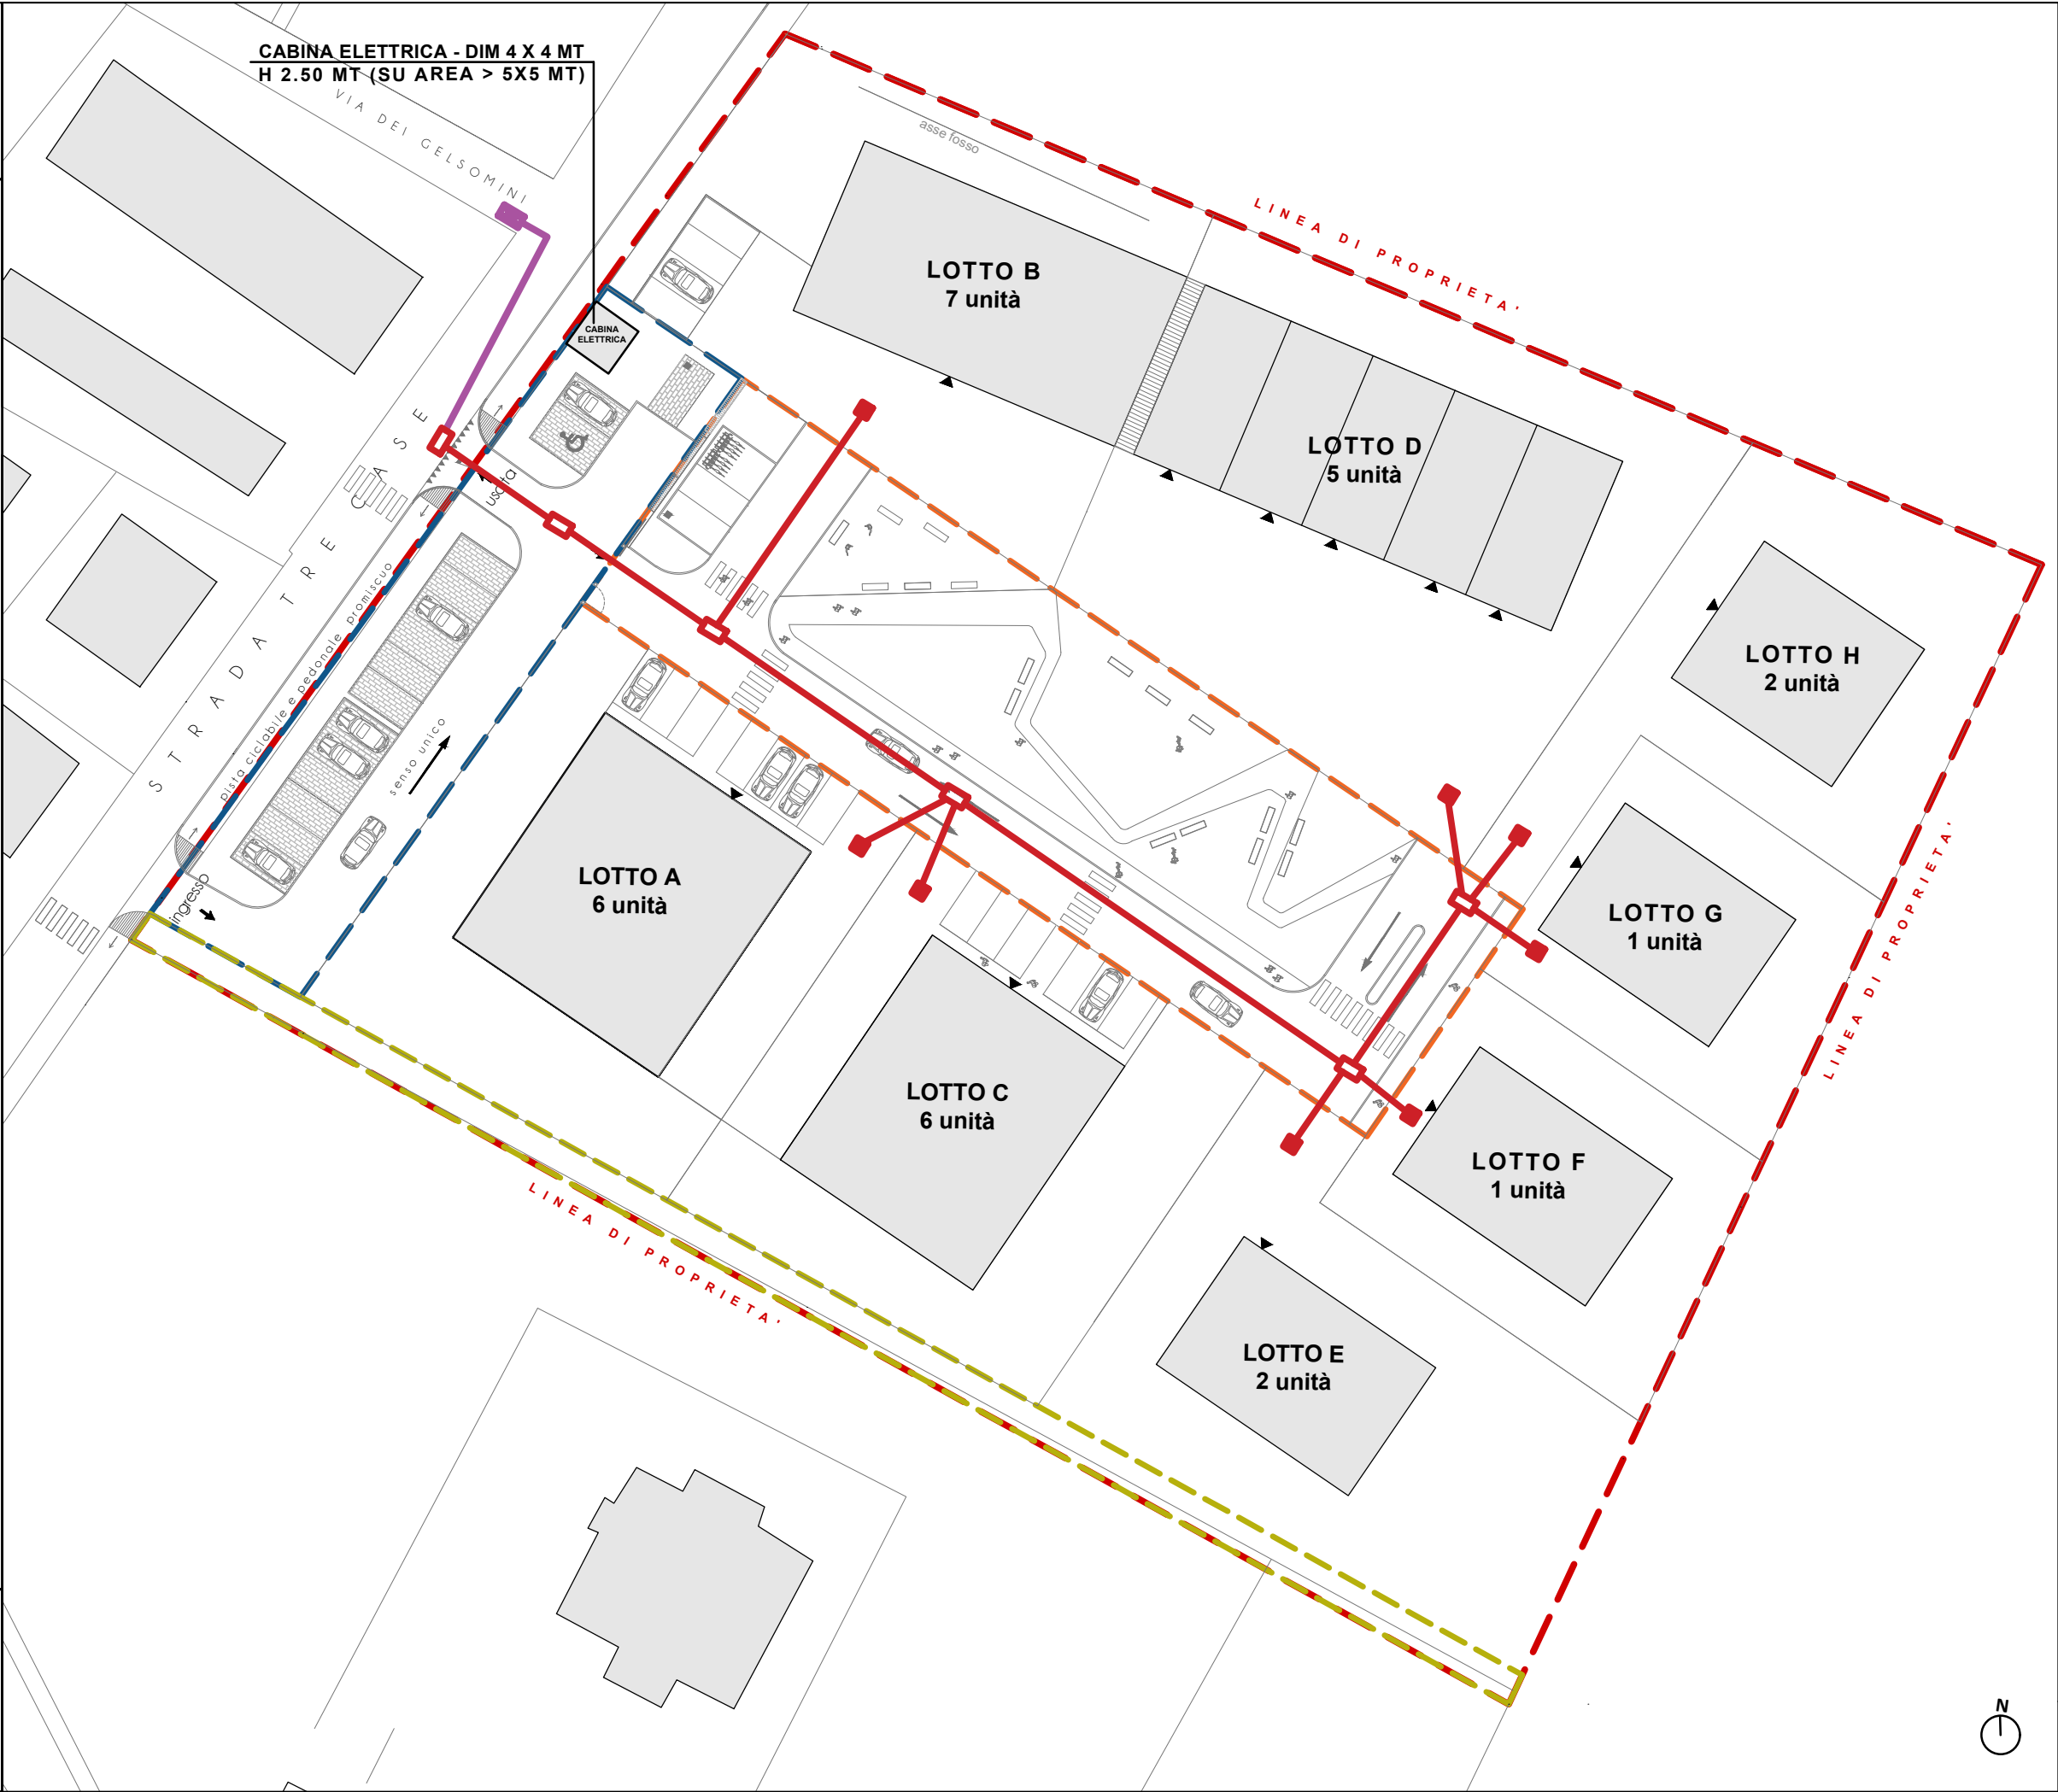 CABINA ELETTRICA - DIM 4 X 4 MT
H 2.50 MT (SU AREA > 5X5 MT)
VIA DEI GELSOMINI
asse fosso
LINEA DI PROPRIETA'
LOTTO B
7 unità
CABINA
ELETTRICA
LOTTO D
5 unità
STRADA TRE CASE
uscita
pista ciclabile e pedonale promiscuo
senso unico
ingresso
LOTTO H
2 unità
LOTTO A
6 unità
LOTTO G
1 unità
LINEA DI PROPRIETA'
LOTTO C
6 unità
LOTTO F
1 unità
LINEA DI PROPRIETA'
LOTTO E
2 unità
N